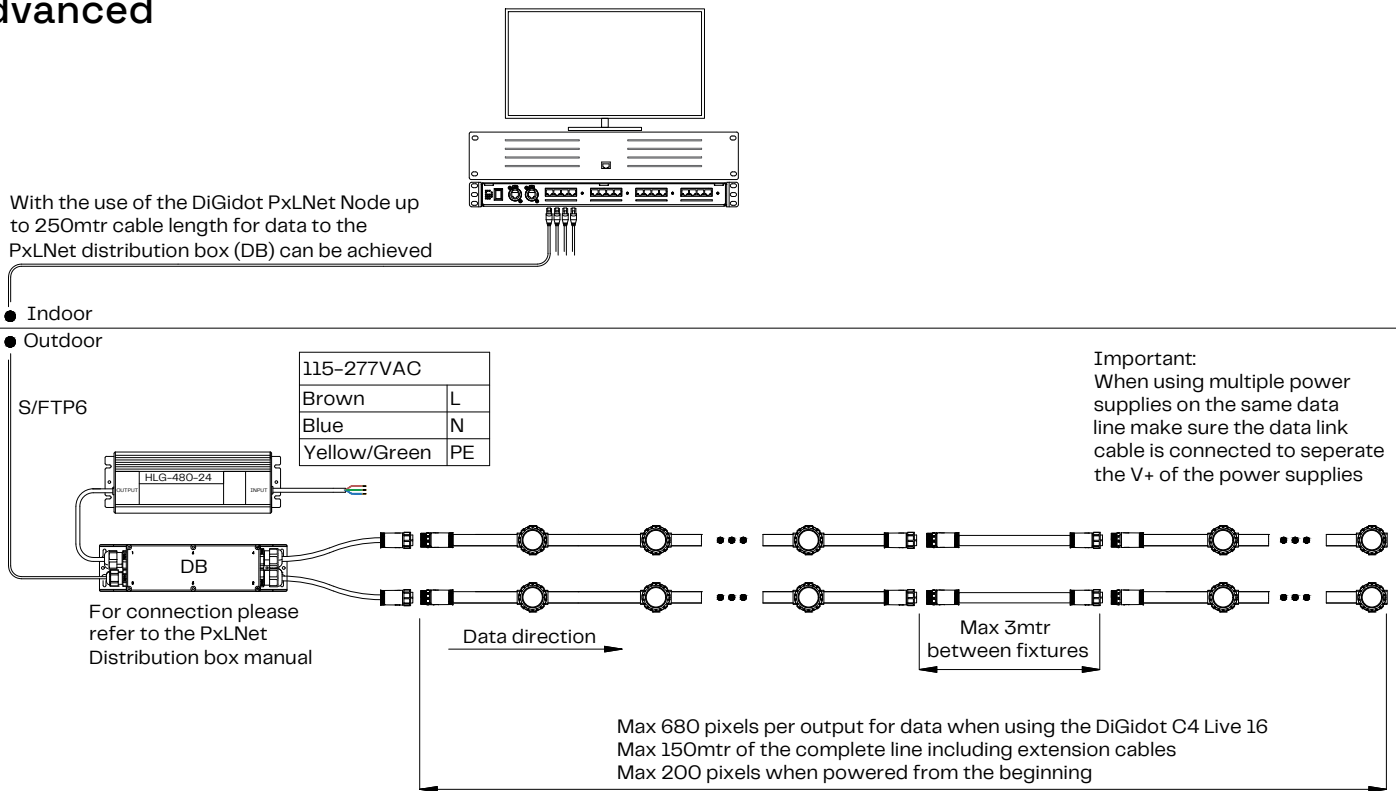 dvanced
With the use of the DiGidot PxLNet Node up
to 250mtr cable length for data to the
PxLNet distribution box (DB) can be achieved
Indoor
Outdoor
S/FTP6
115-277VAC
Brown L
Blue N
Yellow/Green PE
Important:
When using multiple power
supplies on the same data
line make sure the data link
cable is connected to seperate
the V+ of the power supplies
HLG-480-24
OUTPUT
INPUT
DB
For connection please
refer to the PxLNet
Distribution box manual
Data direction
Max 3mtr
between fixtures
Max 680 pixels per output for data when using the DiGidot C4 Live 16
Max 150mtr of the complete line including extension cables
Max 200 pixels when powered from the beginning